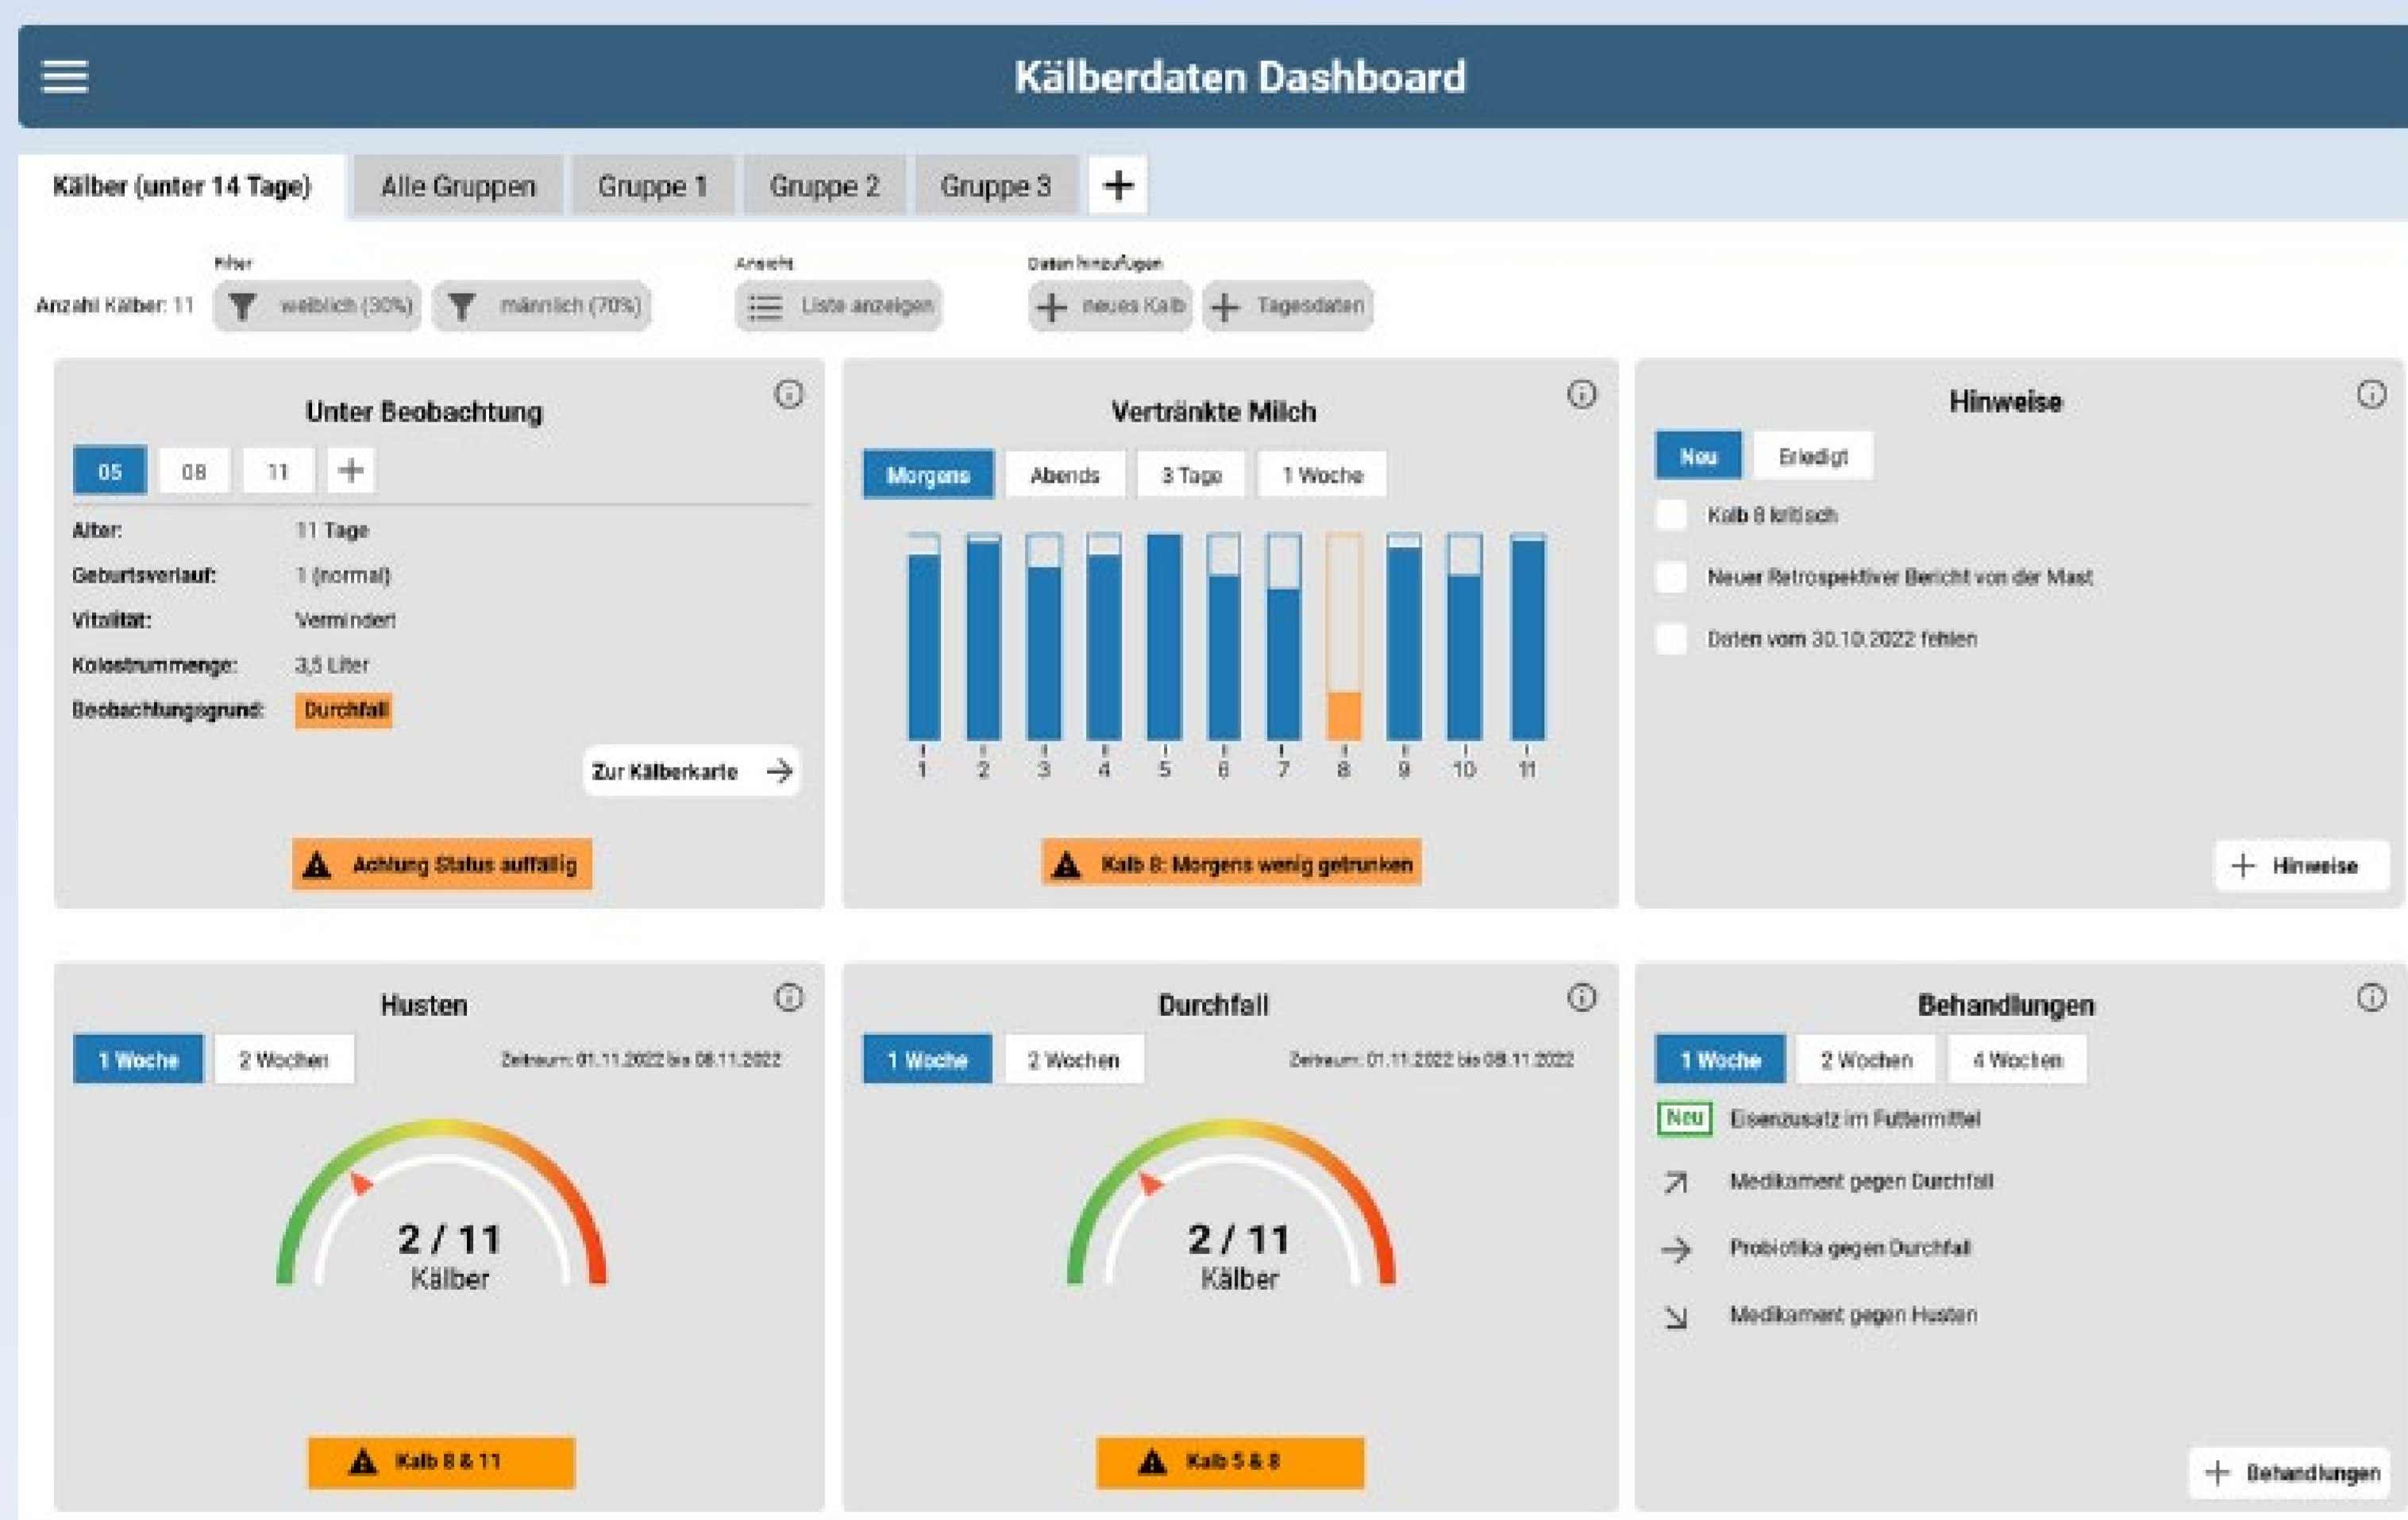 Kälberdaten Dashboard
Kälber (unter 14 Tage)
Alle Gruppen
Gruppe 1
Gruppe 2
Gruppe 3
+
Filter
Ansicht
Daten hinzufügen
Anzahl Kälber: 11
weiblich (30%)
männlich (70%)
Liste anzeigen
+ neues Kalb
+ Tagesdaten
Unter Beobachtung
05 08 11 +
Alter: 11 Tage
Geburtsverlauf: 1 (normal)
Vitalität: Vermindert
Kolostrummenge: 3,5 Liter
Beobachtungsgrund: Durchfall
Zur Kälberkarte →
Achtung Status auffällig
Vertränkte Milch
Morgens Abends 3 Tage 1 Woche
1 2 3 4 5 6 7 8 9 10 11
Kalb 8: Morgens wenig getrunken
Hinweise
Neu Erledigt
Kalb 8 kritisch
Neuer Retrospektiver Bericht von der Mast
Daten vom 30.10.2022 fehlen
+ Hinweise
Husten
1 Woche 2 Wochen Zeitraum: 01.11.2022 bis 08.11.2022
2 / 11
Kälber
Kalb 8 & 11
Durchfall
1 Woche 2 Wochen Zeitraum: 01.11.2022 bis 08.11.2022
2 / 11
Kälber
Kalb 5 & 8
Behandlungen
1 Woche 2 Wochen 4 Wochen
Neu Eisenzusatz im Futtermittel
↗ Medikament gegen Durchfall
→ Probiotika gegen Durchfall
↘ Medikament gegen Husten
+ Behandlungen